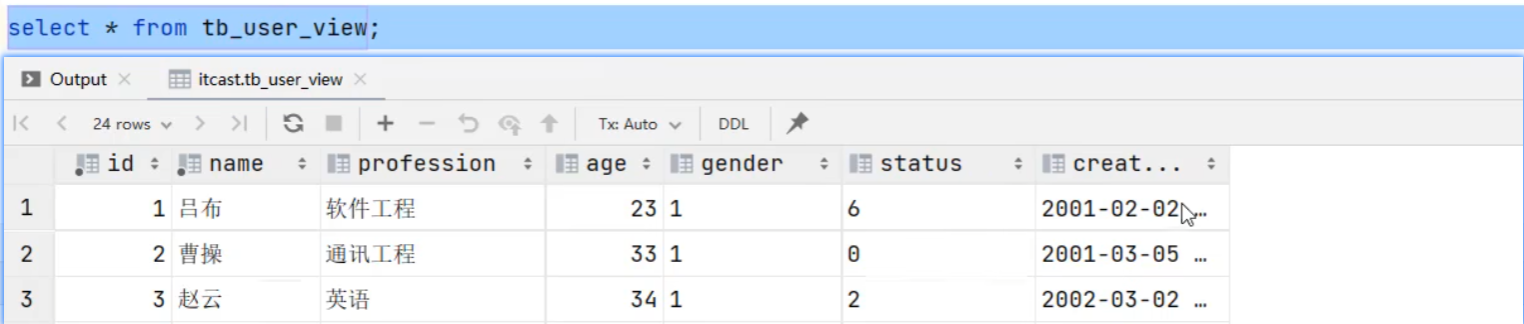 select * from tb_user_view;
Output itcast.tb_user_view
24 rows Tx: Auto DDL
id name profession age gender status creat...
1 1 吕布 软件工程 23 1 6 2001-02-02 …
2 2 曹操 通讯工程 33 1 0 2001-03-05 …
3 3 赵云 英语 34 1 2 2002-03-02 …